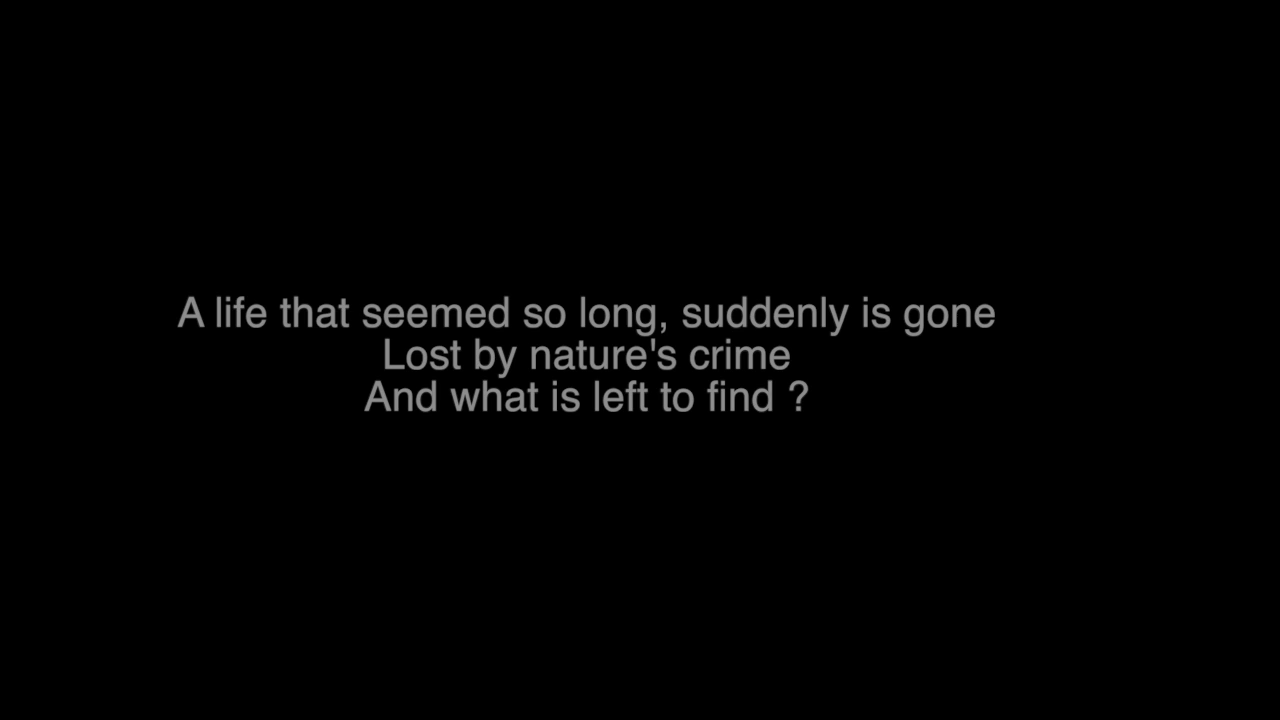 A life that seemed so long, suddenly is gone
Lost by nature's crime
And what is left to find ?